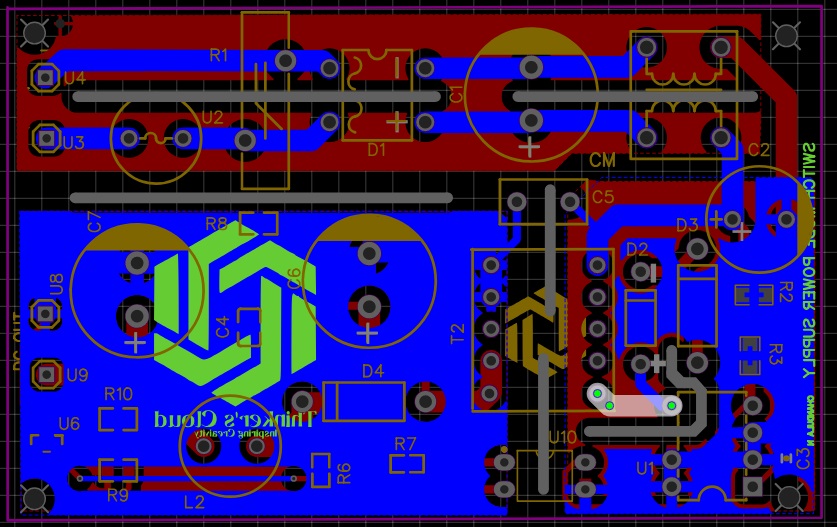 R1
U4
U2
C1
U3
D1
CM
C2
SWITCH MODE POWER SUPPLY
C5
C7
R8
D3
D2
C6
U8
R2
C4
T2
DC OUT
R3
D4
U9
R10
Thinker's Cloud
Inspiring Creativity
U6
U10
R7
C3
R6
U1
R9
L2